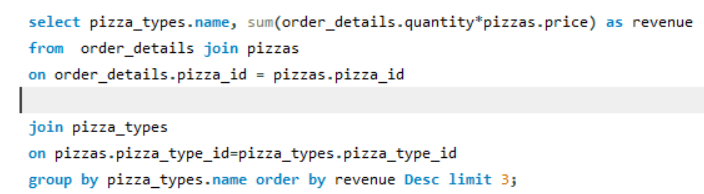 select pizza_types.name, sum(order_details.quantity*pizzas.price) as revenue
from  order_details join pizzas
on order_details.pizza_id = pizzas.pizza_id
join pizza_types
on pizzas.pizza_type_id=pizza_types.pizza_type_id
group by pizza_types.name order by revenue Desc limit 3;